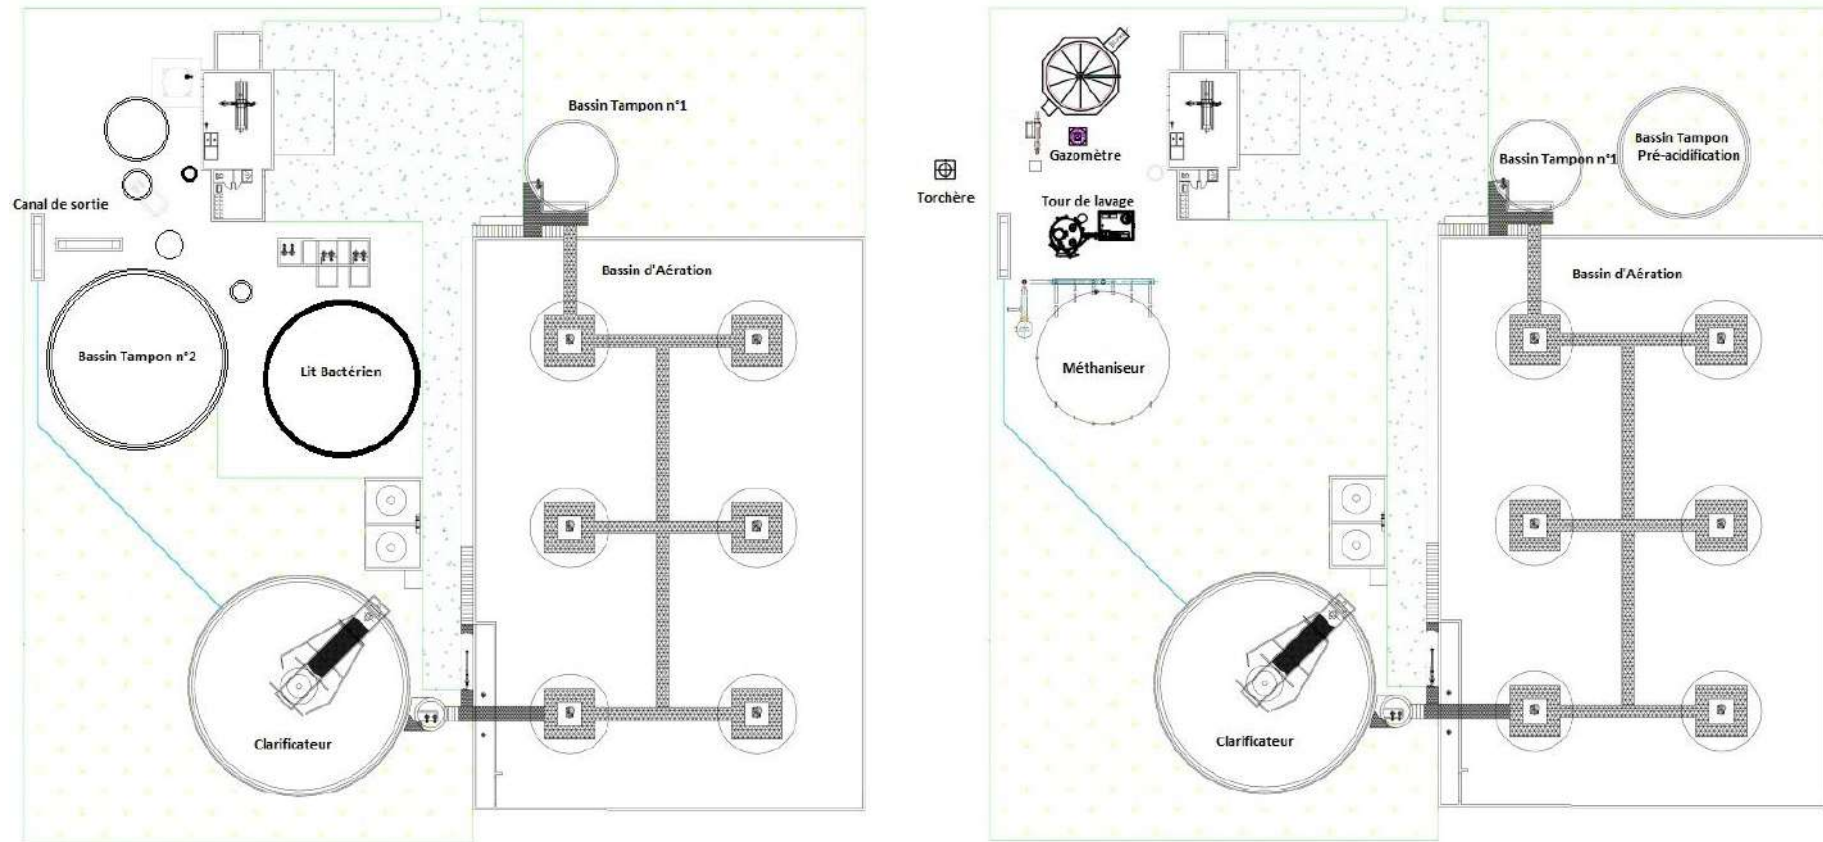 Bassin Tampon n°1
Canal de sortie
Bassin d'Aération
Bassin Tampon n°2
Lit Bactérien
Clarificateur
Torchère
Gazomètre
Bassin Tampon n°1
Bassin Tampon
Pré-acidification
Tour de lavage
Bassin d'Aération
Méthaniseur
Clarificateur